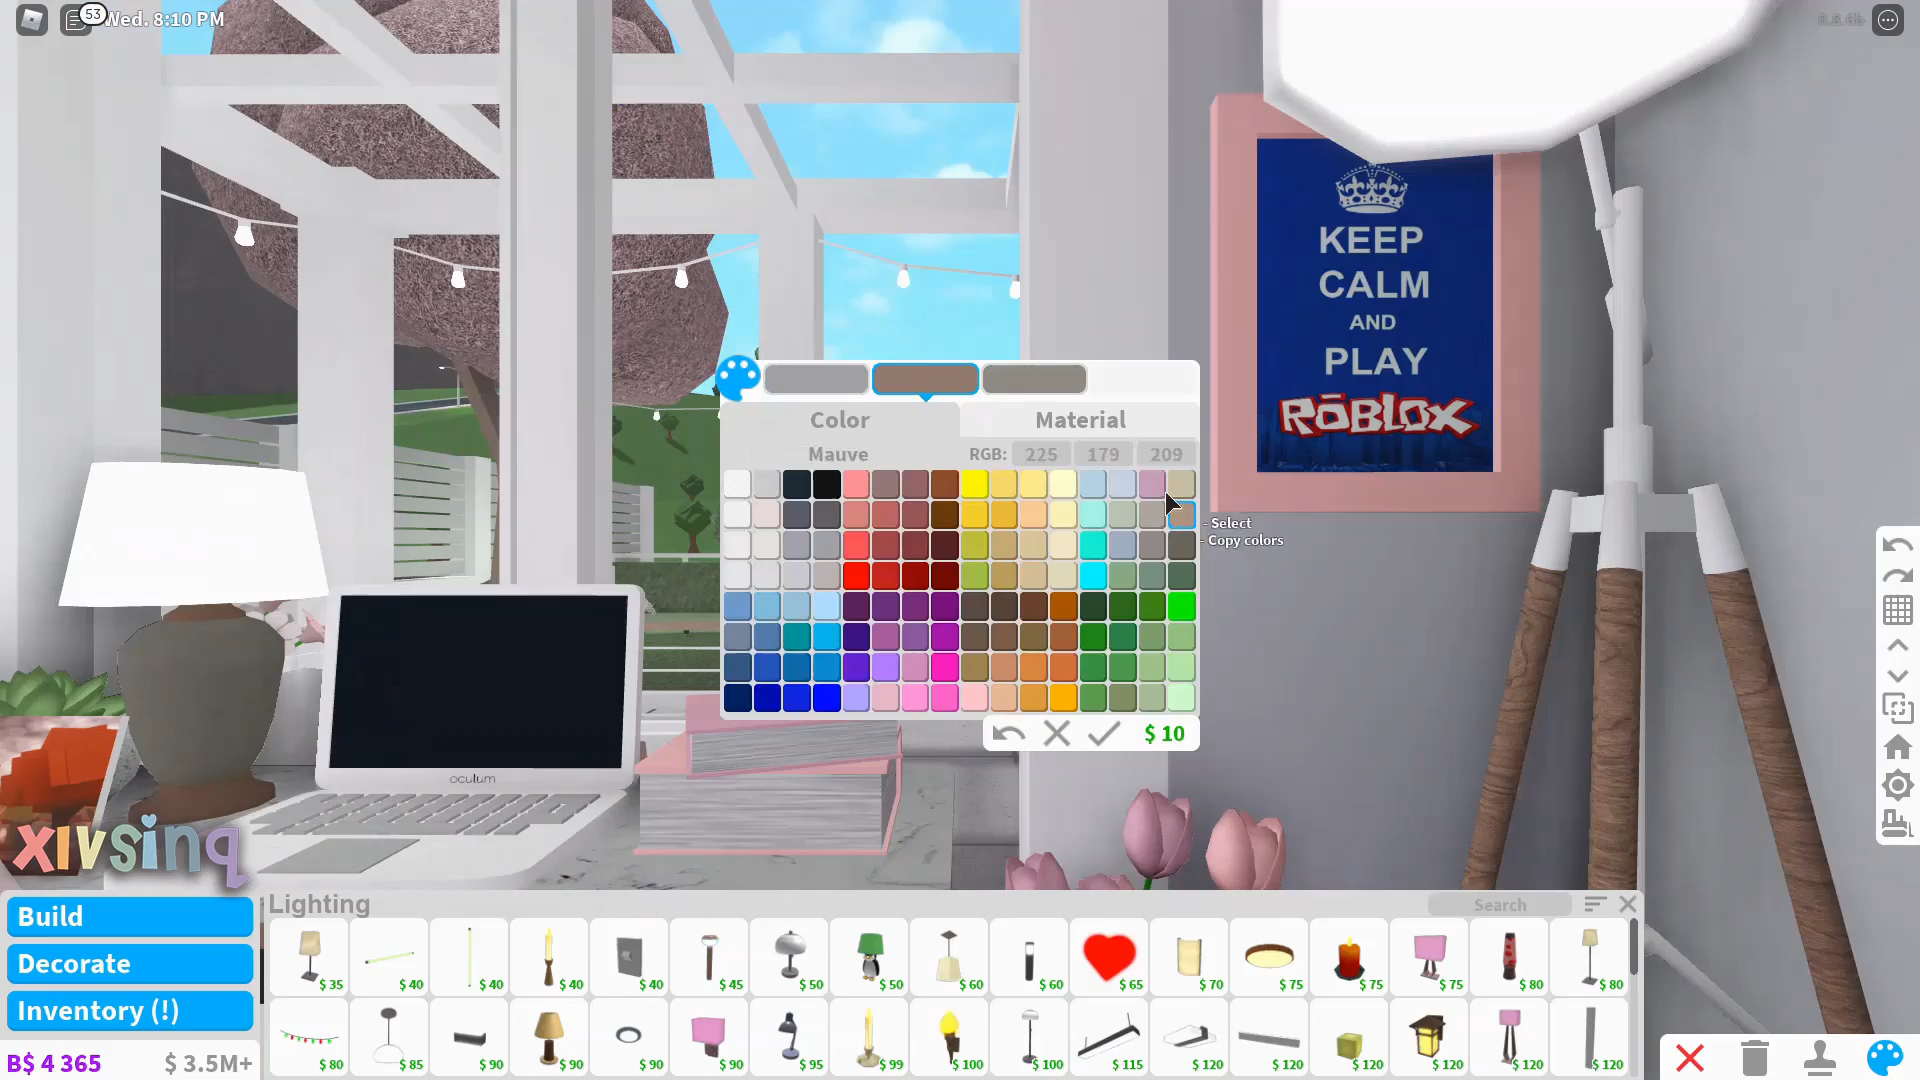 53
Wed. 8:10 PM
KEEP
CALM
AND
PLAY
ROBLOX
Color
Material
Mauve
RGB: 225 179 209
- Select
- Copy colors
$ 10
oculum
xivsinq
Build
Decorate
Inventory (!)
B$ 4 365
$ 3.5M+
Lighting
Search
$ 35
$ 40
$ 40
$ 40
$ 40
$ 45
$ 50
$ 50
$ 60
$ 60
$ 65
$ 70
$ 75
$ 75
$ 75
$ 80
$ 80
$ 80
$ 85
$ 90
$ 90
$ 90
$ 90
$ 95
$ 99
$ 100
$ 100
$ 115
$ 120
$ 120
$ 120
$ 120
$ 120
$ 120